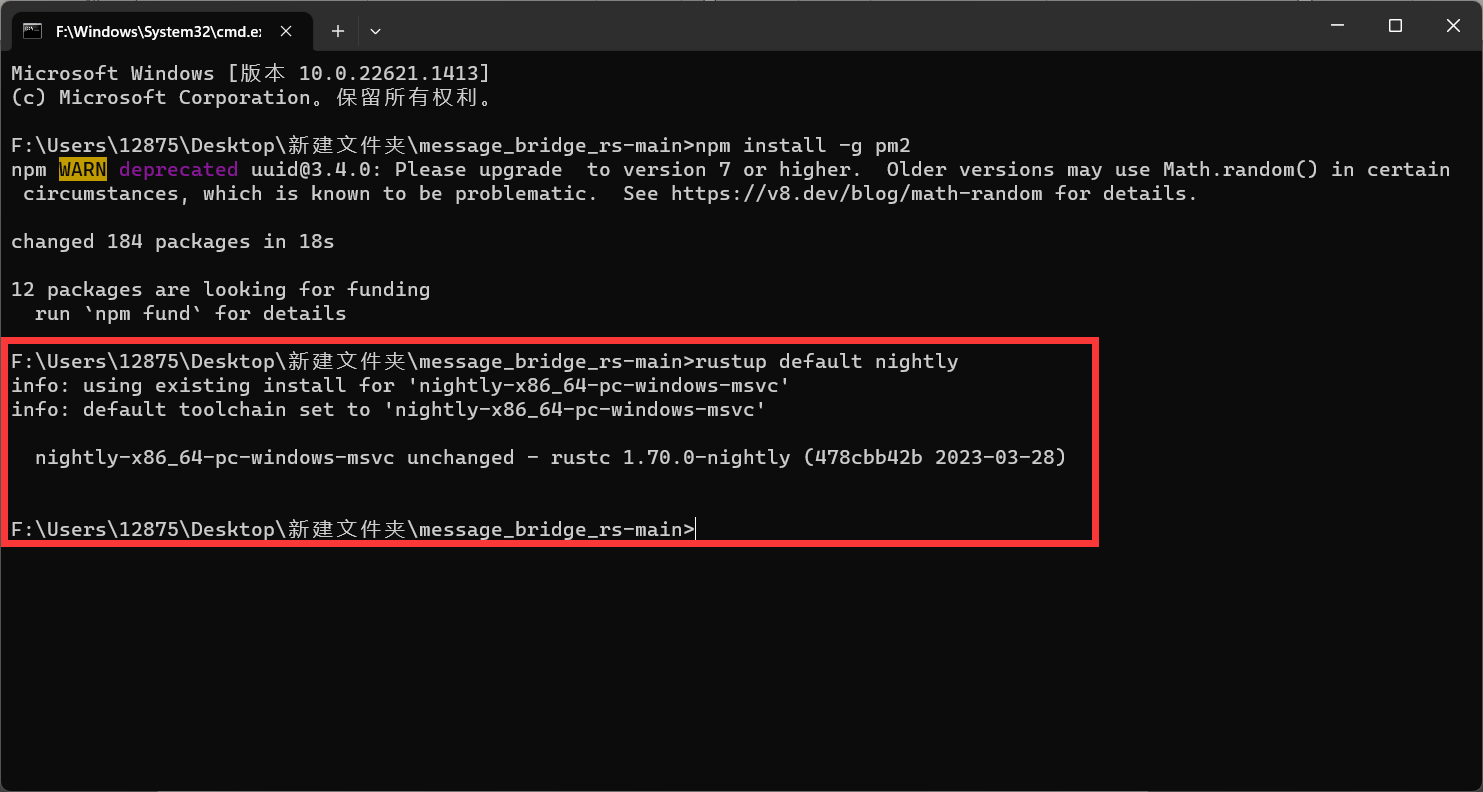 F:\Windows\System32\cmd.e
Microsoft Windows [版本 10.0.22621.1413]
(c) Microsoft Corporation。保留所有权利。
F:\Users\12875\Desktop\新建文件夹\message_bridge_rs-main>npm install -g pm2
npm WARN deprecated uuid@3.4.0: Please upgrade  to version 7 or higher.  Older versions may use Math.random() in certain
 circumstances, which is known to be problematic.  See https://v8.dev/blog/math-random for details.
changed 184 packages in 18s
12 packages are looking for funding
  run `npm fund` for details
F:\Users\12875\Desktop\新建文件夹\message_bridge_rs-main>rustup default nightly
info: using existing install for 'nightly-x86_64-pc-windows-msvc'
info: default toolchain set to 'nightly-x86_64-pc-windows-msvc'
  nightly-x86_64-pc-windows-msvc unchanged - rustc 1.70.0-nightly (478cbb42b 2023-03-28)
F:\Users\12875\Desktop\新建文件夹\message_bridge_rs-main>